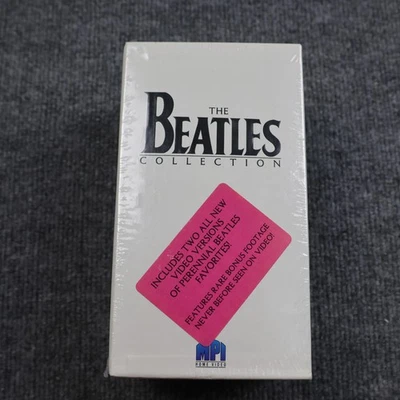 THE
BEATLES
COLLECTION
INCLUDES TWO ALL NEW
VIDEO VERSIONS
OF PERENNIAL BEATLES
FAVORITES!
FEATURES RARE BONUS FOOTAGE
NEVER BEFORE SEEN ON VIDEO!
MPI
HOME VIDEO